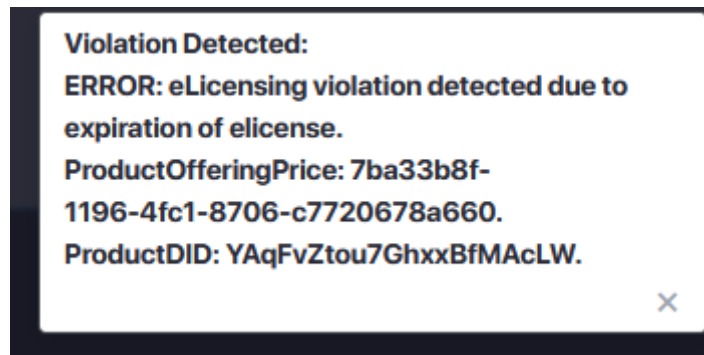 Violation Detected:
ERROR: eLicensing violation detected due to
expiration of elicense.
ProductOfferingPrice: 7ba33b8f-
1196-4fc1-8706-c7720678a660.
ProductDID: YAqFvZtou7GhxxBfMAcLW.